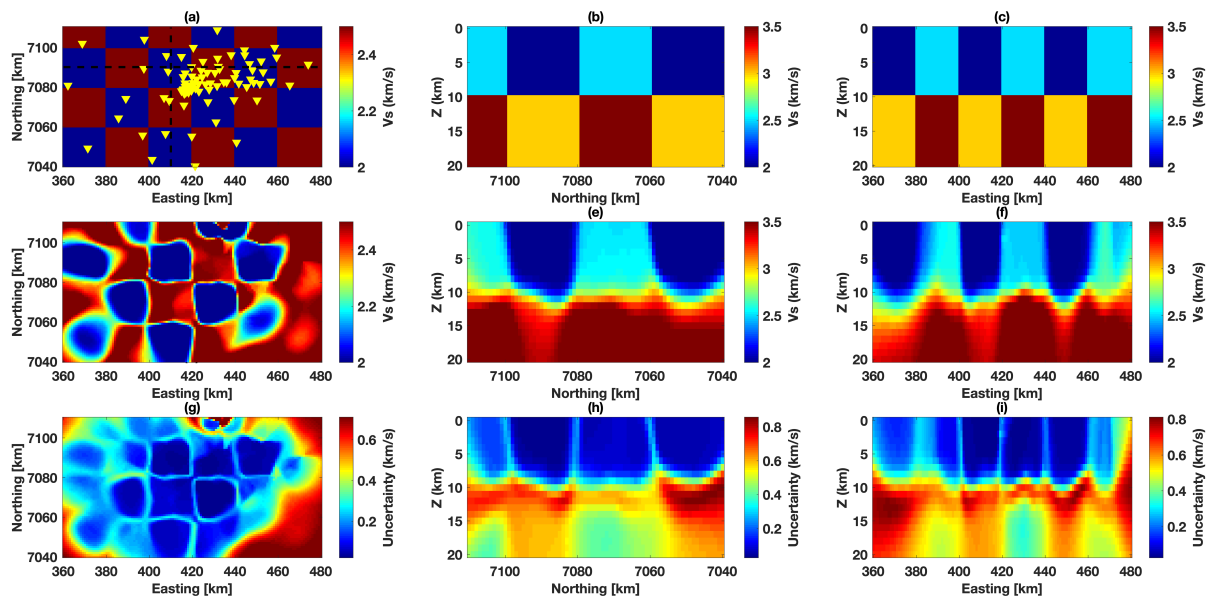 (a) (b) (c)
7100
7080
7060
7040
Northing [km]
360 380 400 420 440 460 480
Easting [km]
2.4
2.2
2
Vs (km/s)
0
5
10
15
20
Z (km)
7100 7080 7060 7040
Northing [km]
3.5
3
2.5
2
Vs (km/s)
0
5
10
15
20
Z (km)
360 380 400 420 440 460 480
Easting [km]
3.5
3
2.5
2
Vs (km/s)
(e) (f)
7100
7080
7060
7040
Northing [km]
360 380 400 420 440 460 480
Easting [km]
2.4
2.2
2
Vs (km/s)
0
5
10
15
20
Z (km)
7100 7080 7060 7040
Northing [km]
3.5
3
2.5
2
Vs (km/s)
0
5
10
15
20
Z (km)
360 380 400 420 440 460 480
Easting [km]
3.5
3
2.5
2
Vs (km/s)
(g) (h) (i)
7100
7080
7060
7040
Northing [km]
360 380 400 420 440 460 480
Easting [km]
0.6
0.4
0.2
Uncertainty (km/s)
0
5
10
15
20
Z (km)
7100 7080 7060 7040
Northing [km]
0.8
0.6
0.4
0.2
Uncertainty (km/s)
0
5
10
15
20
Z (km)
360 380 400 420 440 460 480
Easting [km]
0.8
0.6
0.4
0.2
Uncertainty (km/s)